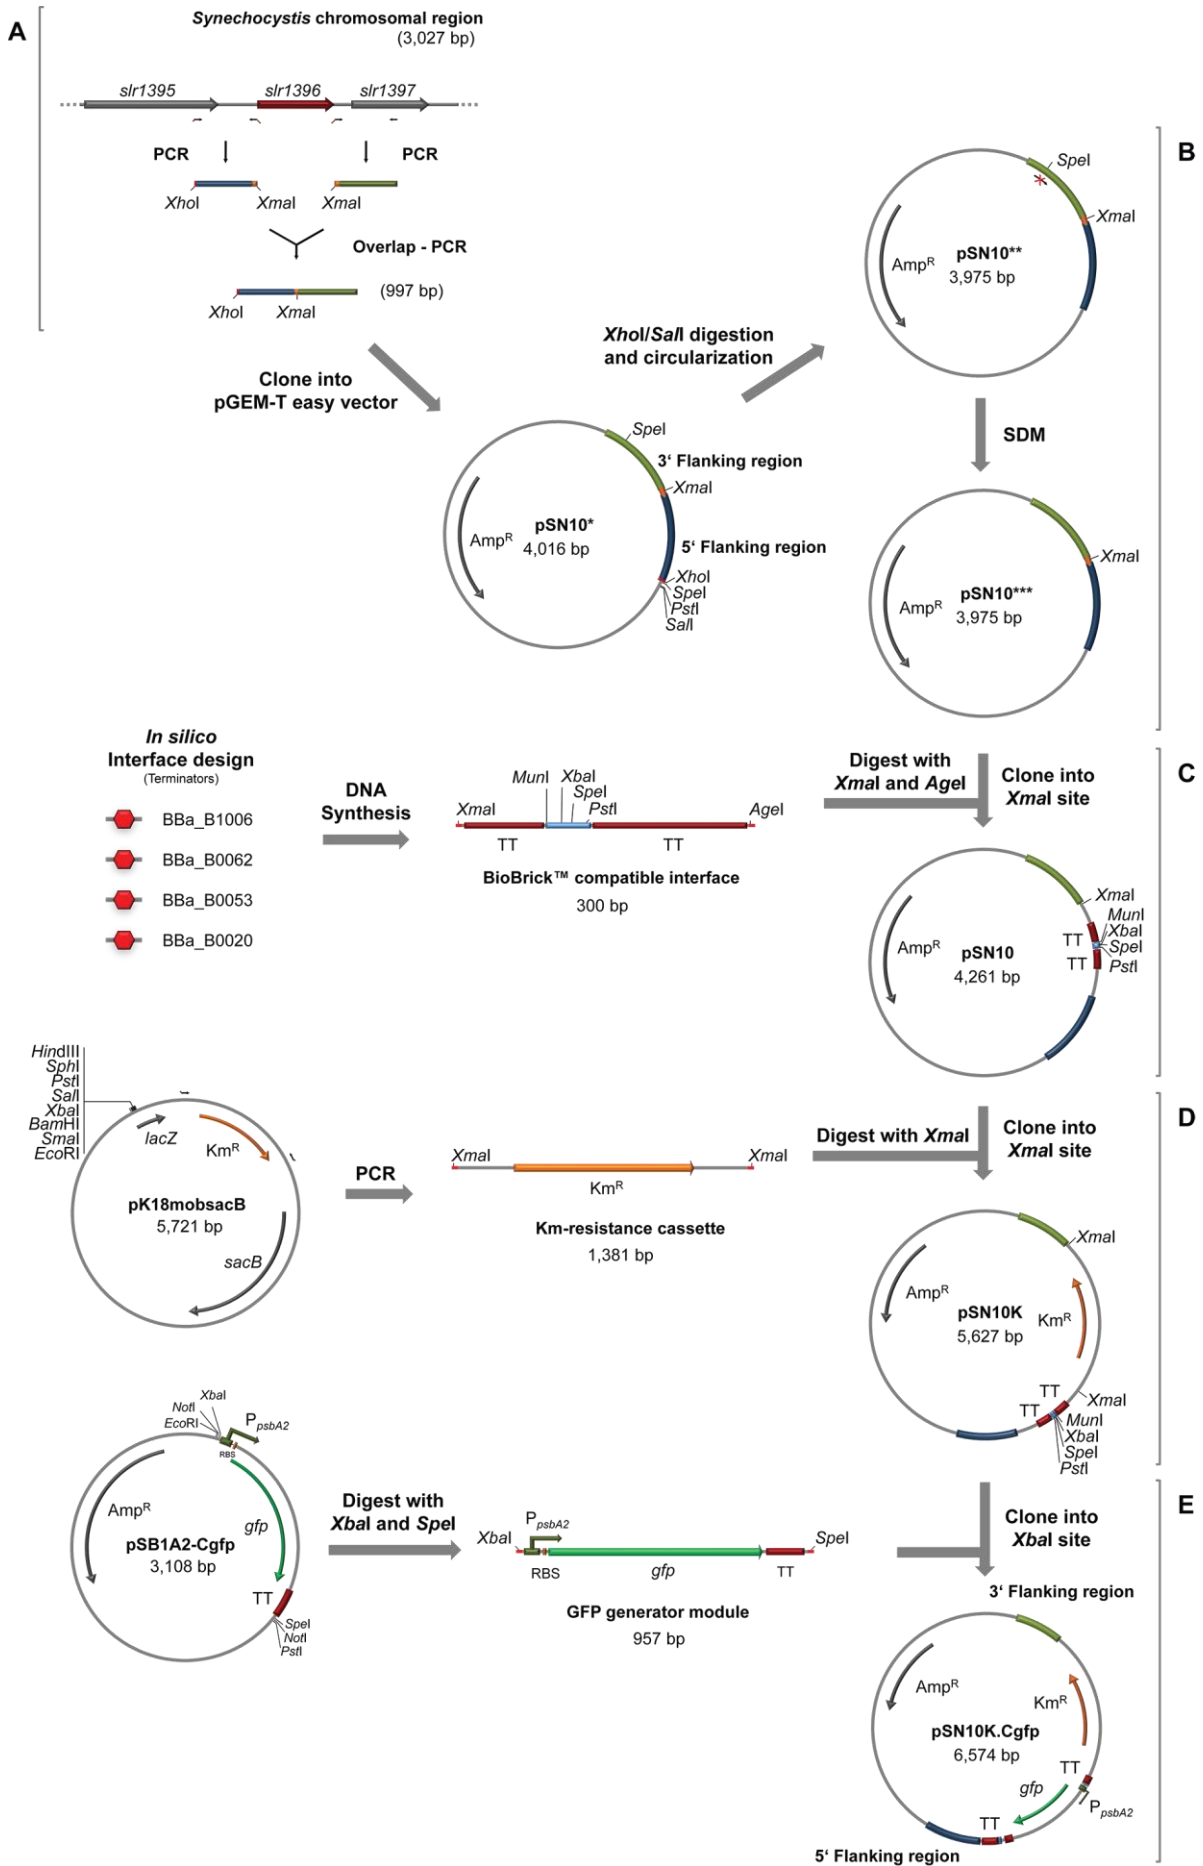 A
Synechocystis chromosomal region
(3,027 bp)
slr1395
slr1396
slr1397
PCR
PCR
XhoI
XmaI
XmaI
Overlap - PCR
(997 bp)
XhoI
XmaI
Clone into
pGEM-T easy vector
SpeI
3‘ Flanking region
XmaI
pSN10*
4,016 bp
AmpR
5‘ Flanking region
XhoI
SpeI
PstI
SalI
XhoI/SalI digestion
and circularization
B
SpeI
XmaI
pSN10**
3,975 bp
AmpR
SDM
XmaI
pSN10***
3,975 bp
AmpR
C
In silico
Interface design
(Terminators)
BBa_B1006
BBa_B0062
BBa_B0053
BBa_B0020
DNA
Synthesis
XmaI
MunI
XbaI
SpeI
PstI
AgeI
TT
TT
BioBrick™ compatible interface
300 bp
Digest with
XmaI and AgeI
Clone into
XmaI site
XmaI
MunI
XbaI
SpeI
PstI
TT
TT
AmpR
pSN10
4,261 bp
D
HindIII
SphI
PstI
SalI
XbaI
BamHI
SmaI
EcoRI
lacZ
KmR
pK18mobsacB
5,721 bp
sacB
PCR
XmaI
XmaI
KmR
Km-resistance cassette
1,381 bp
Digest with XmaI
Clone into
XmaI site
XmaI
AmpR
pSN10K
5,627 bp
KmR
TT
TT
XmaI
MunI
XbaI
SpeI
PstI
E
XbaI
NotI
EcoRI
PpsbA2
RBS
AmpR
gfp
pSB1A2-Cgfp
3,108 bp
TT
SpeI
NotI
PstI
Digest with
XbaI and SpeI
XbaI
PpsbA2
SpeI
RBS
gfp
TT
GFP generator module
957 bp
Clone into
XbaI site
3‘ Flanking region
AmpR
KmR
pSN10K.Cgfp
6,574 bp
TT
gfp
PpsbA2
TT
5‘ Flanking region